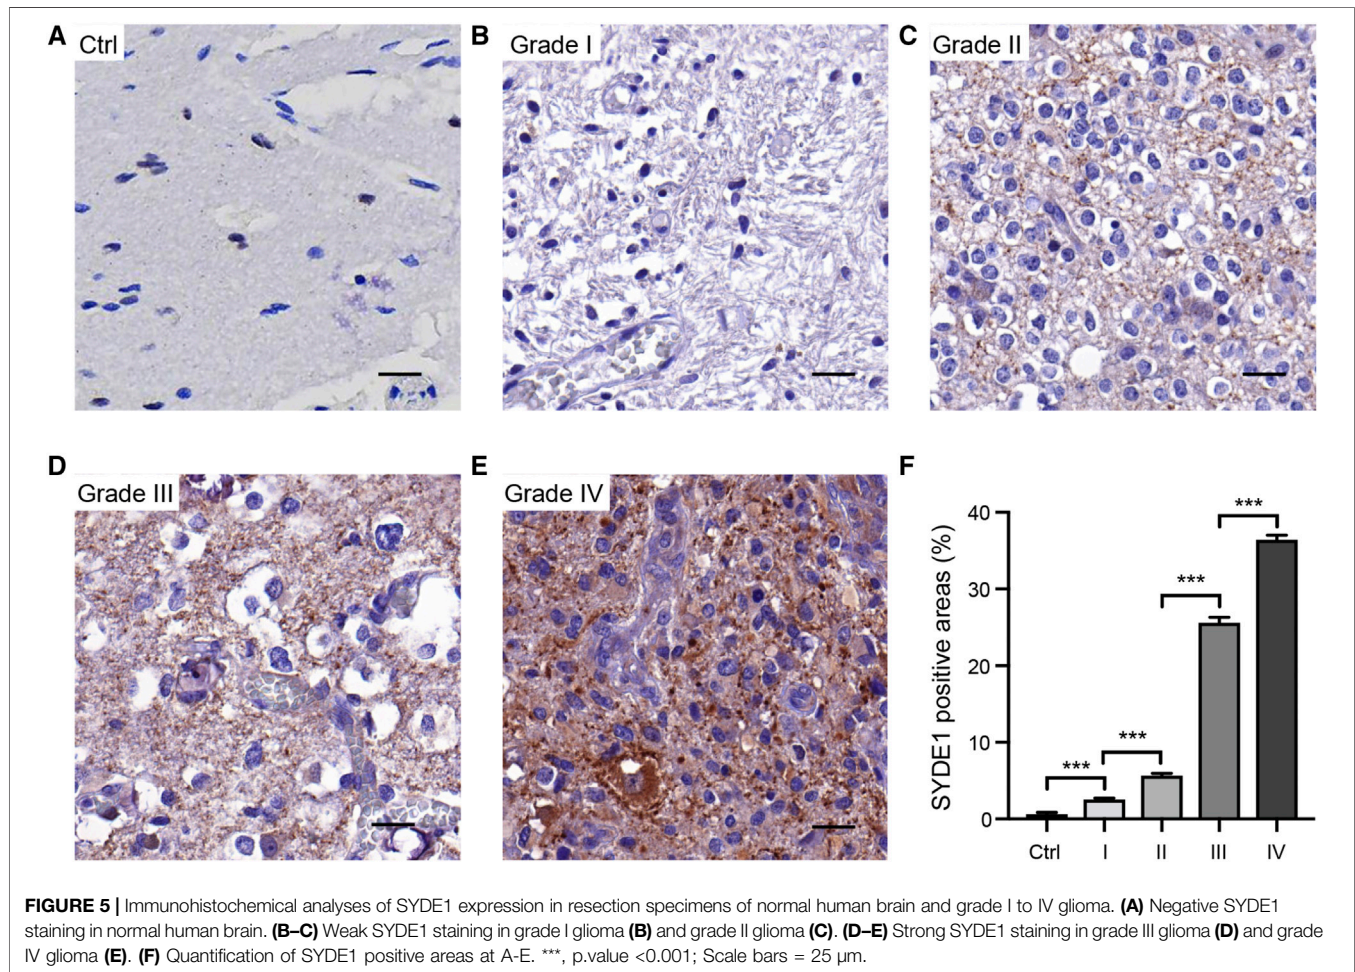 A Ctrl
B Grade I
C Grade II
D Grade III
E Grade IV
F
SYDE1 positive areas (%)
40
30
20
10
0
***
***
***
***
Ctrl I II III IV
FIGURE 5 | Immunohistochemical analyses of SYDE1 expression in resection specimens of normal human brain and grade I to IV glioma. (A) Negative SYDE1
staining in normal human brain. (B–C) Weak SYDE1 staining in grade I glioma (B) and grade II glioma (C). (D–E) Strong SYDE1 staining in grade III glioma (D) and grade
IV glioma (E). (F) Quantification of SYDE1 positive areas at A-E. ***, p.value <0.001; Scale bars = 25 μm.